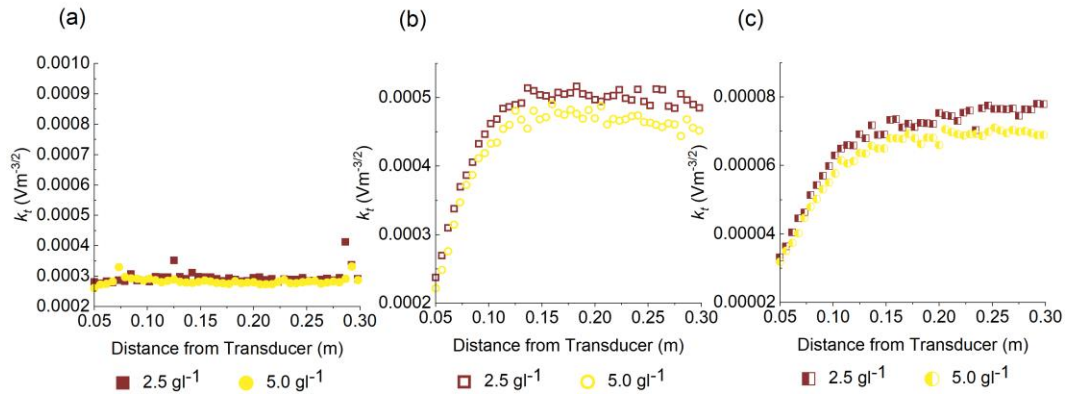 (a)
kt (Vm-3/2)
0.0010
0.0009
0.0008
0.0007
0.0006
0.0005
0.0004
0.0003
0.0002
0.05 0.10 0.15 0.20 0.25 0.30
Distance from Transducer (m)
2.5 gl-1 5.0 gl-1
(b)
kt (Vm-3/2)
0.0005
0.0004
0.0003
0.0002
0.05 0.10 0.15 0.20 0.25 0.30
Distance from Transducer (m)
2.5 gl-1 5.0 gl-1
(c)
kt (Vm-3/2)
0.00008
0.00006
0.00004
0.00002
0.05 0.10 0.15 0.20 0.25 0.30
Distance from Transducer (m)
2.5 gl-1 5.0 gl-1